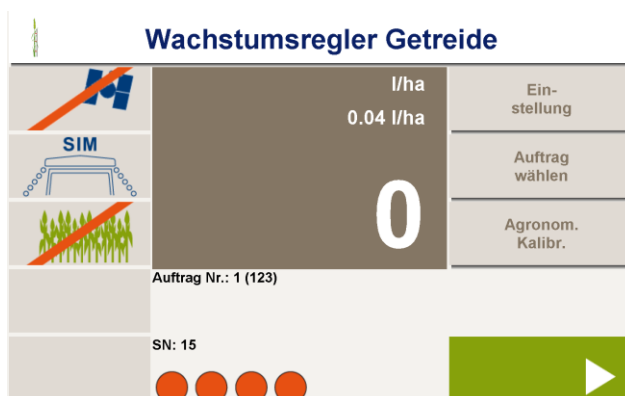 Wachstumsregler Getreide
l/ha
0.04 l/ha
0
SIM
Ein-
stellung
Auftrag
wählen
Agronom.
Kalibr.
Auftrag Nr.: 1 (123)
SN: 15